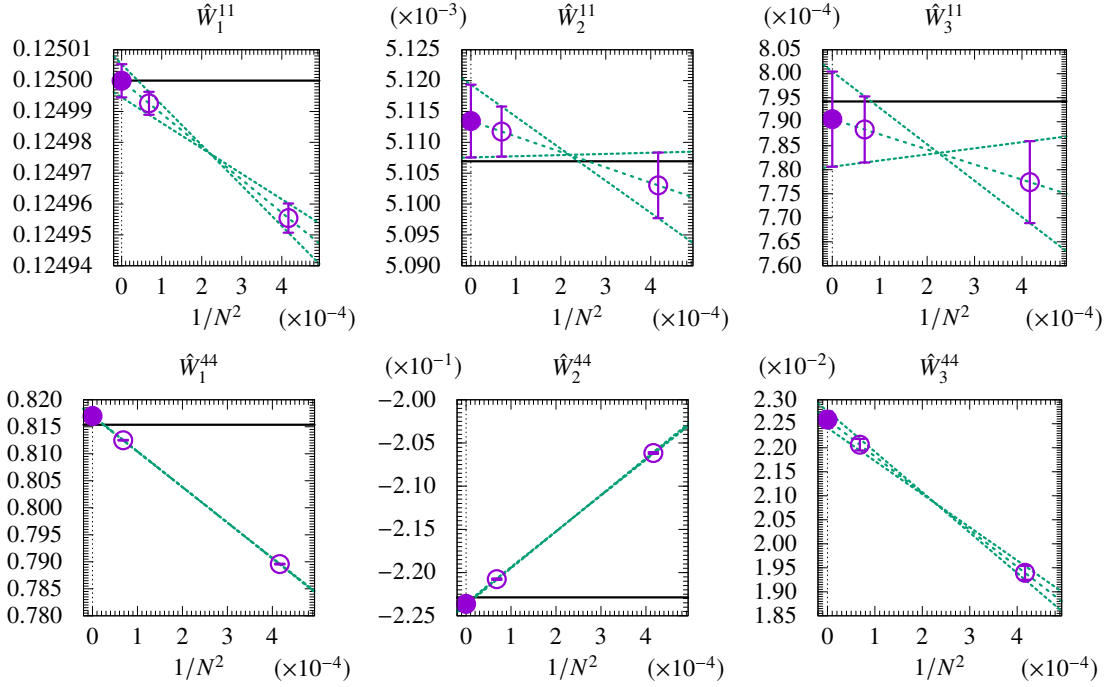 Ŵ₁¹¹
0.12501
0.12500
0.12499
0.12498
0.12497
0.12496
0.12495
0.12494
0 1 2 3 4
1/N² (×10⁻⁴)
(×10⁻³) Ŵ₂¹¹
5.125
5.120
5.115
5.110
5.105
5.100
5.095
5.090
0 1 2 3 4
1/N² (×10⁻⁴)
(×10⁻⁴) Ŵ₃¹¹
8.05
8.00
7.95
7.90
7.85
7.80
7.75
7.70
7.65
7.60
0 1 2 3 4
1/N² (×10⁻⁴)
Ŵ₁⁴⁴
0.820
0.815
0.810
0.805
0.800
0.795
0.790
0.785
0.780
0 1 2 3 4
1/N² (×10⁻⁴)
(×10⁻¹) Ŵ₂⁴⁴
−2.00
−2.05
−2.10
−2.15
−2.20
−2.25
0 1 2 3 4
1/N² (×10⁻⁴)
(×10⁻²) Ŵ₃⁴⁴
2.30
2.25
2.20
2.15
2.10
2.05
2.00
1.95
1.90
1.85
0 1 2 3 4
1/N² (×10⁻⁴)